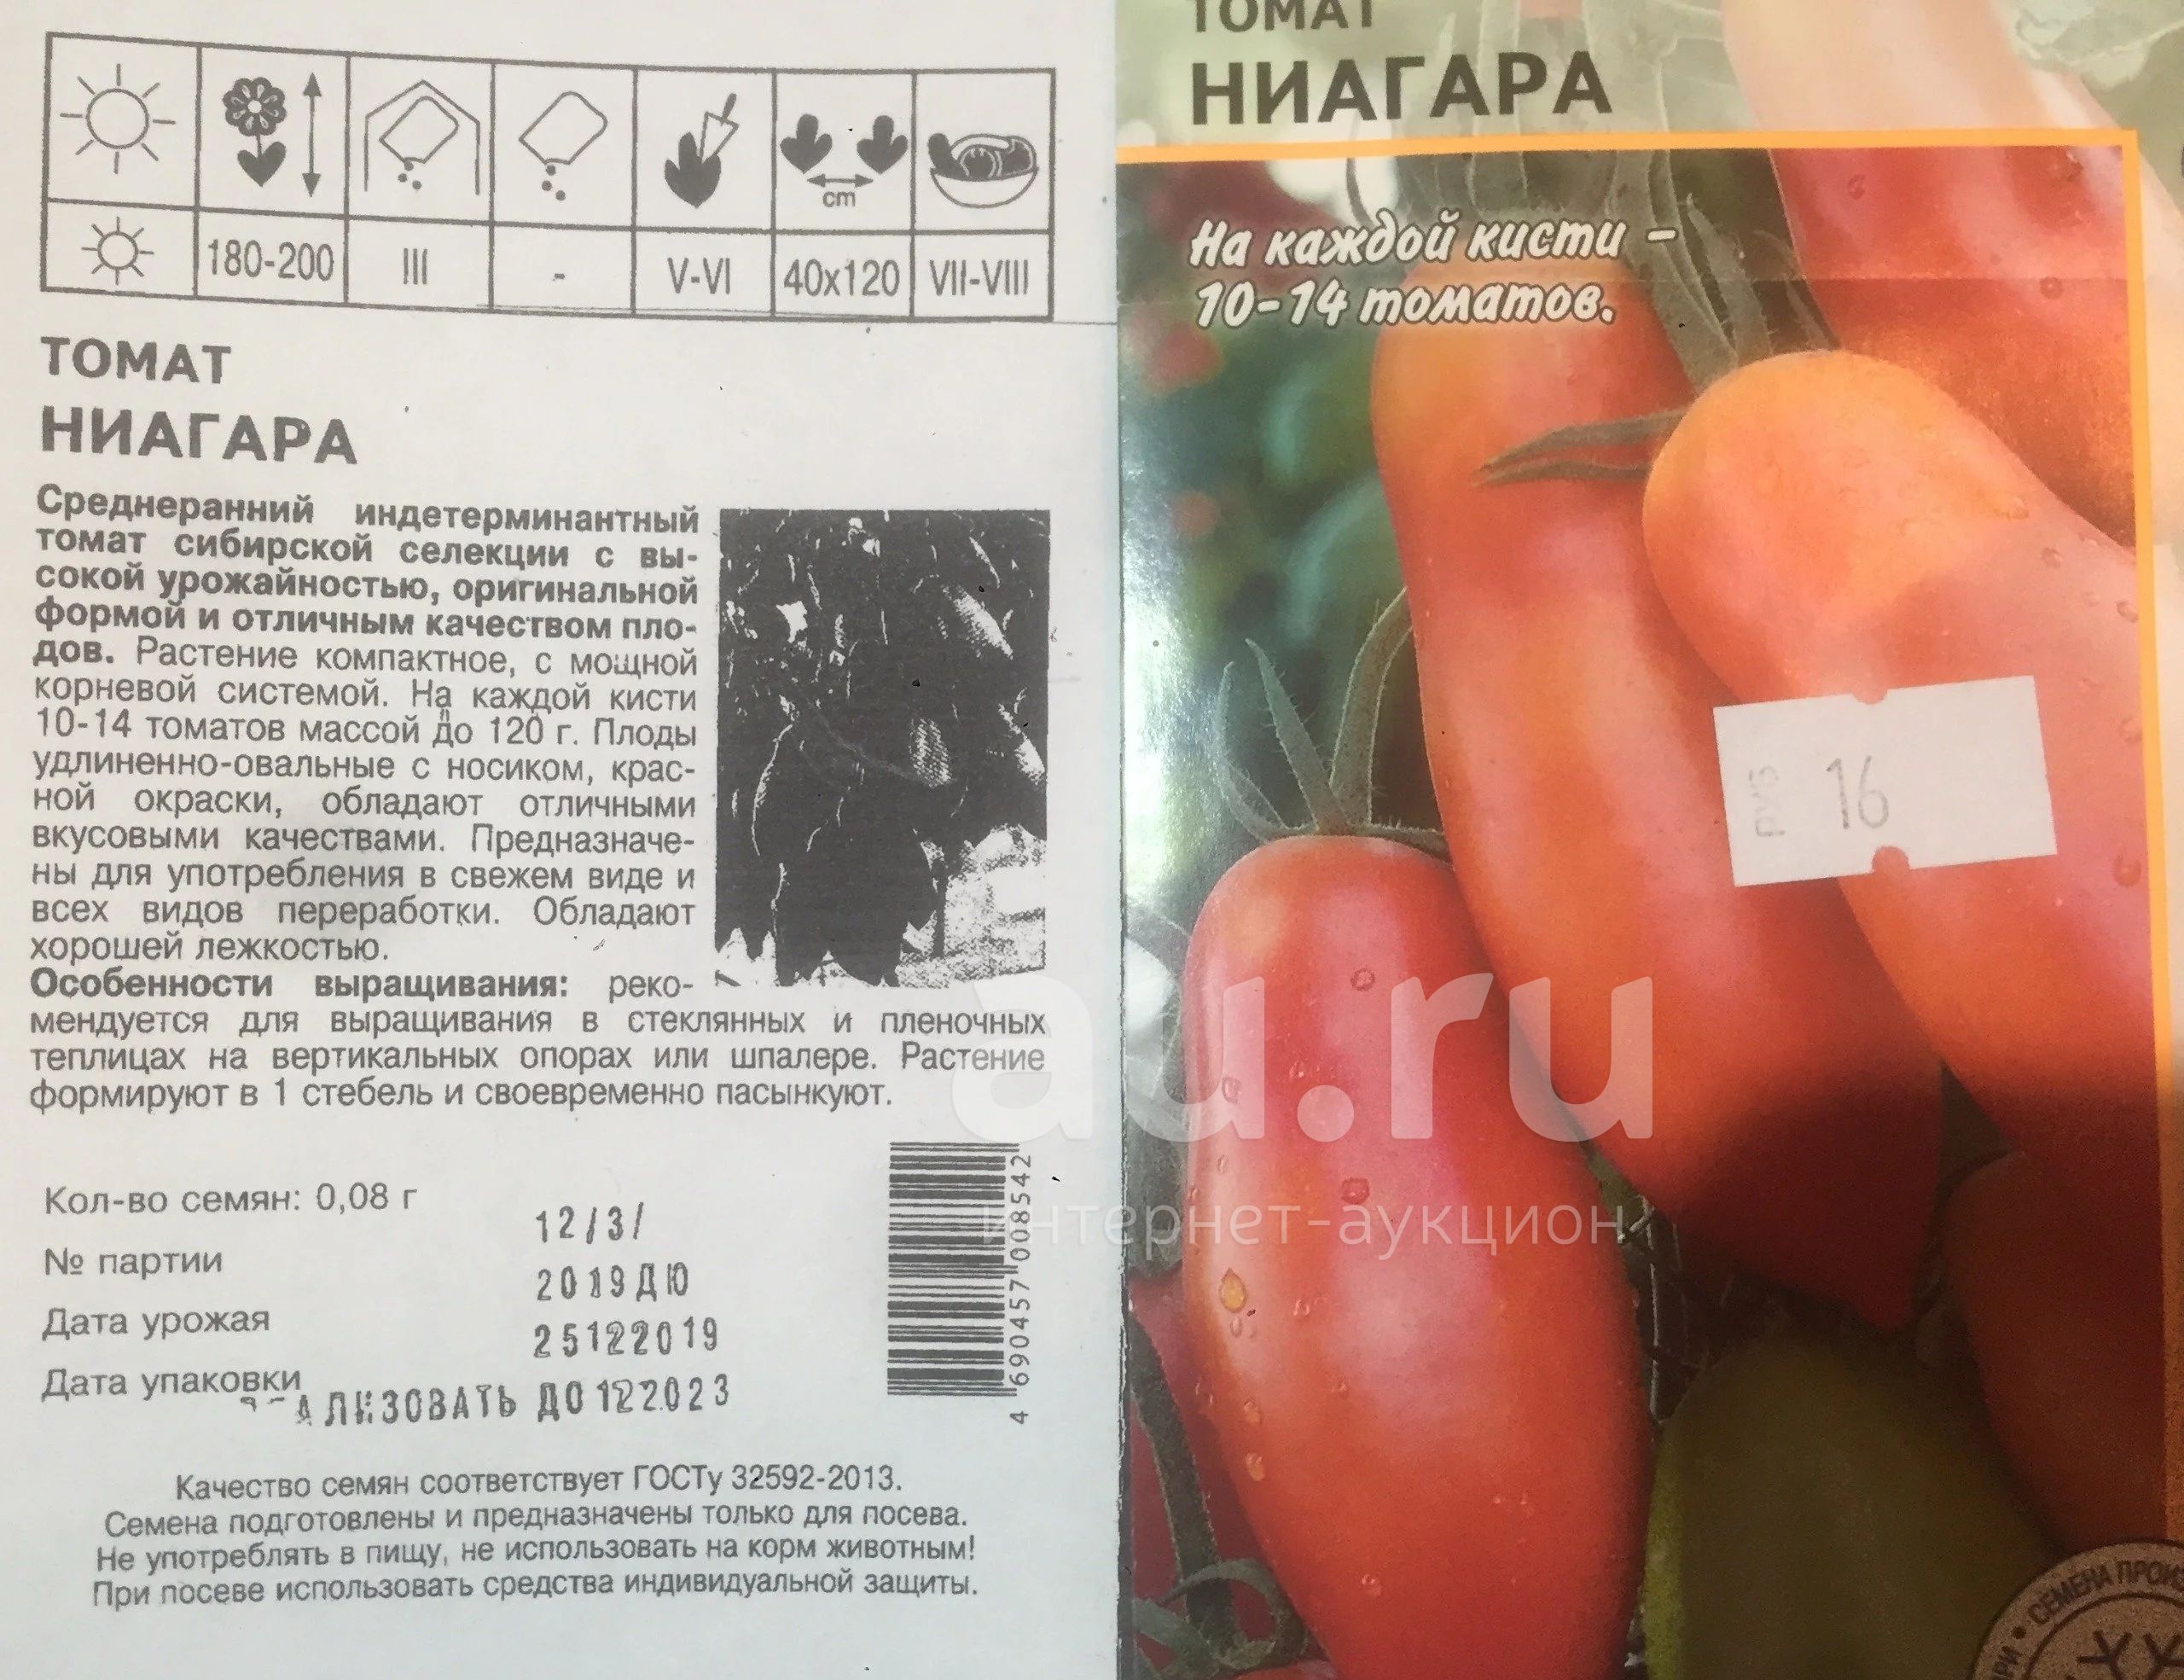 cm
180-200 III - V-VI 40x120 VII-VIII
ТОМАТ
НИАГАРА
Среднеранний индетерминантный
томат сибирской селекции с вы-
сокой урожайностью, оригинальной
формой и отличным качеством пло-
дов. Растение компактное, с мощной
корневой системой. На каждой кисти
10-14 томатов массой до 120 г. Плоды
удлиненно-овальные с носиком, крас-
ной окраски, обладают отличными
вкусовыми качествами. Предназначе-
ны для употребления в свежем виде и
всех видов переработки. Обладают
хорошей лежкостью.
Особенности выращивания: реко-
мендуется для выращивания в стеклянных и пленочных
теплицах на вертикальных опорах или шпалере. Растение
формируют в 1 стебель и своевременно пасынкуют.
Кол-во семян: 0,08 г
12/3/
№ партии
2019ДЮ
Дата урожая
25122019
Дата упаковки
ДО 122023
4 690457 008542
Качество семян соответствует ГОСТу 32592-2013.
Семена подготовлены и предназначены только для посева.
Не употреблять в пищу, не использовать на корм животным!
При посеве использовать средства индивидуальной защиты.
ТОМАТ
НИАГАРА
На каждой кисти –
10-14 томатов.
РУБ 16
au.ru
интернет-аукцион
СЕМЕНА